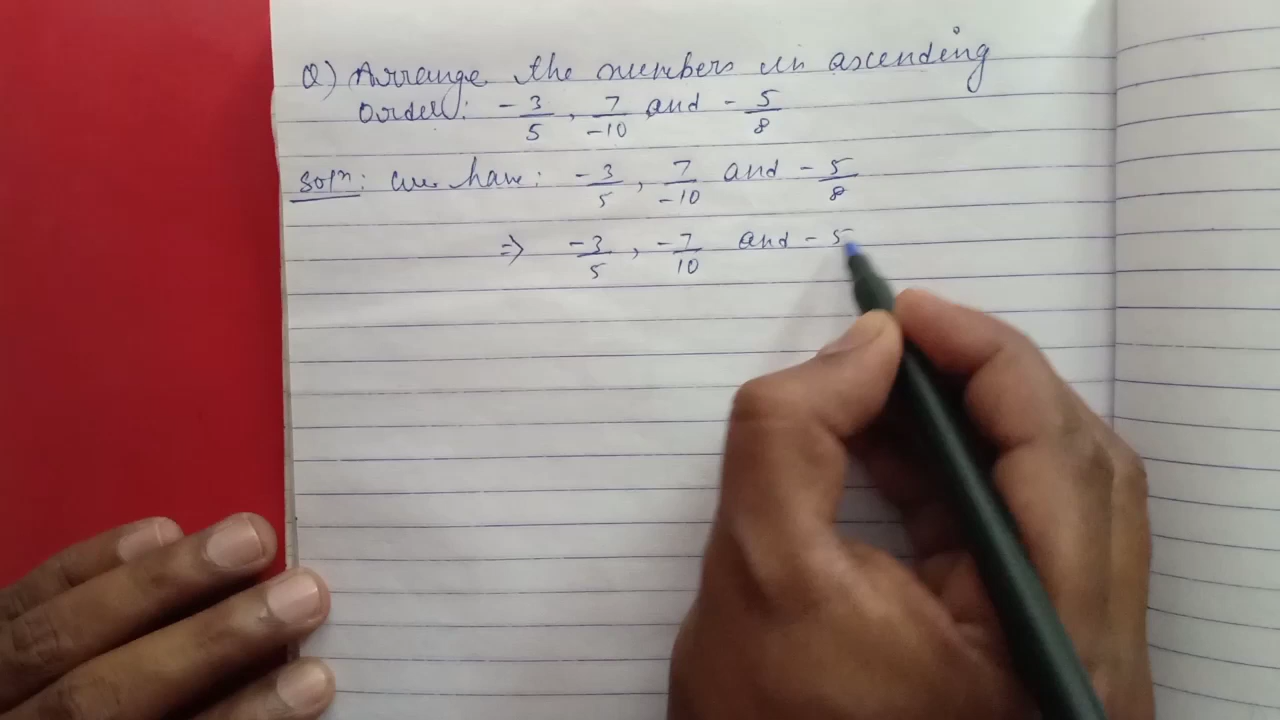 Q) Arrange the numbers in ascending
order: -3/5, 7/-10 and -5/8
Solⁿ: we have: -3/5, 7/-10 and -5/8
=> -3/5, -7/10 and -5